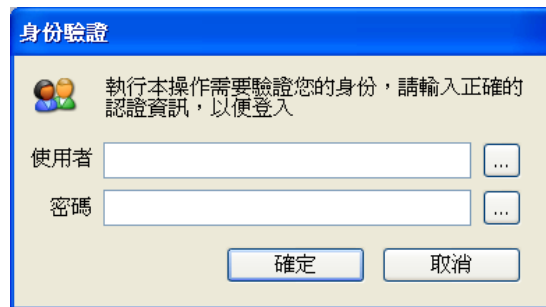 身份驗證
執行本操作需要驗證您的身份，請輸入正確的
認證資訊，以便登入
使用者 ...
密碼 ...
確定 取消